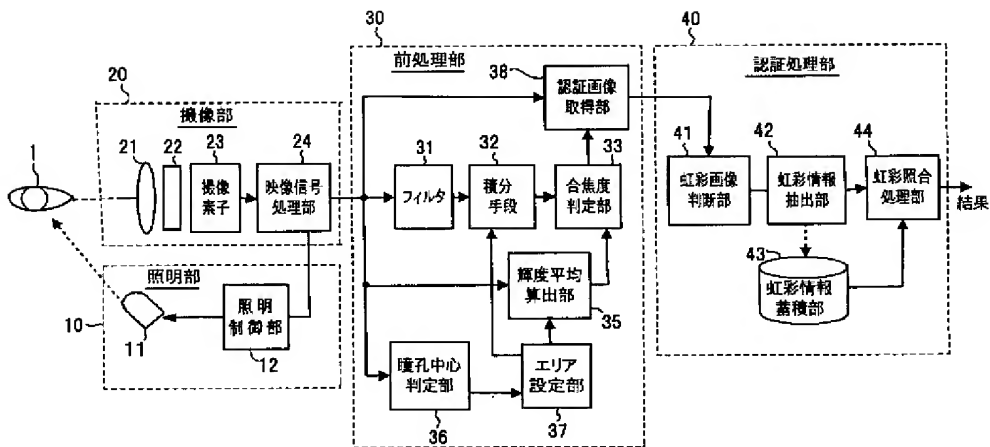 30
前処理部
40
認証処理部
38
認証画像
取得部
20
撮像部
1
21
22
23
撮像
素子
24
映像信号
処理部
31
フィルタ
32
積分
手段
33
合焦度
判定部
41
虹彩画像
判断部
42
虹彩情報
抽出部
44
虹彩照合
処理部
結果
43
虹彩情報
蓄積部
照明部
10
11
照明
制御部
12
輝度平均
算出部
35
瞳孔中心
判定部
36
エリア
設定部
37